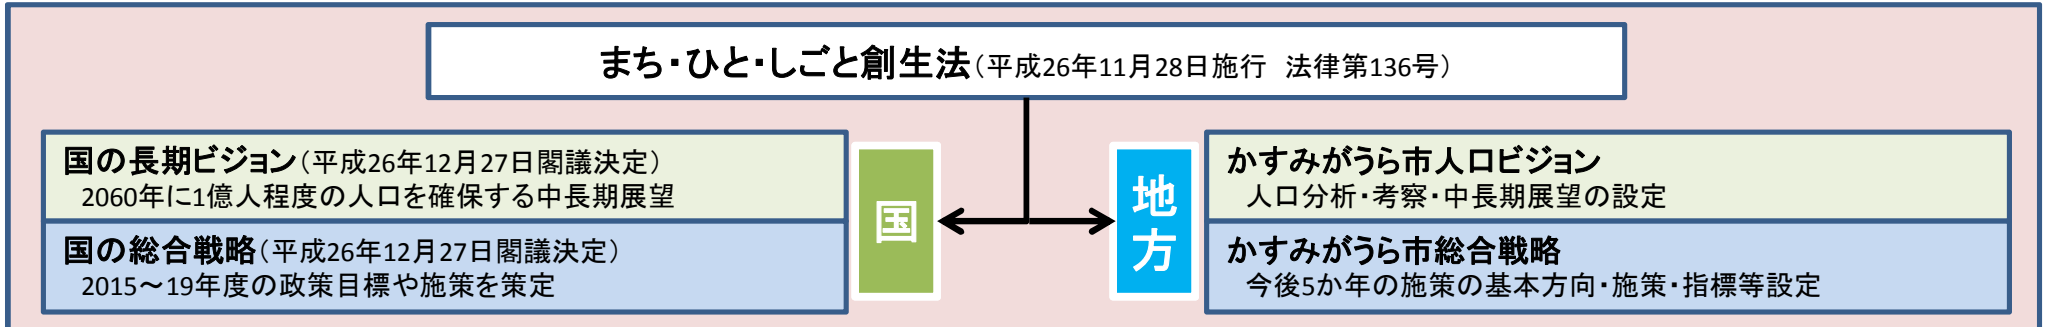 まち・ひと・しごと創生法（平成26年11月28日施行　法律第136号）
国の長期ビジョン（平成26年12月27日閣議決定）
2060年に1億人程度の人口を確保する中長期展望
国の総合戦略（平成26年12月27日閣議決定）
2015～19年度の政策目標や施策を策定
国
地方
かすみがうら市人口ビジョン
人口分析・考察・中長期展望の設定
かすみがうら市総合戦略
今後5か年の施策の基本方向・施策・指標等設定